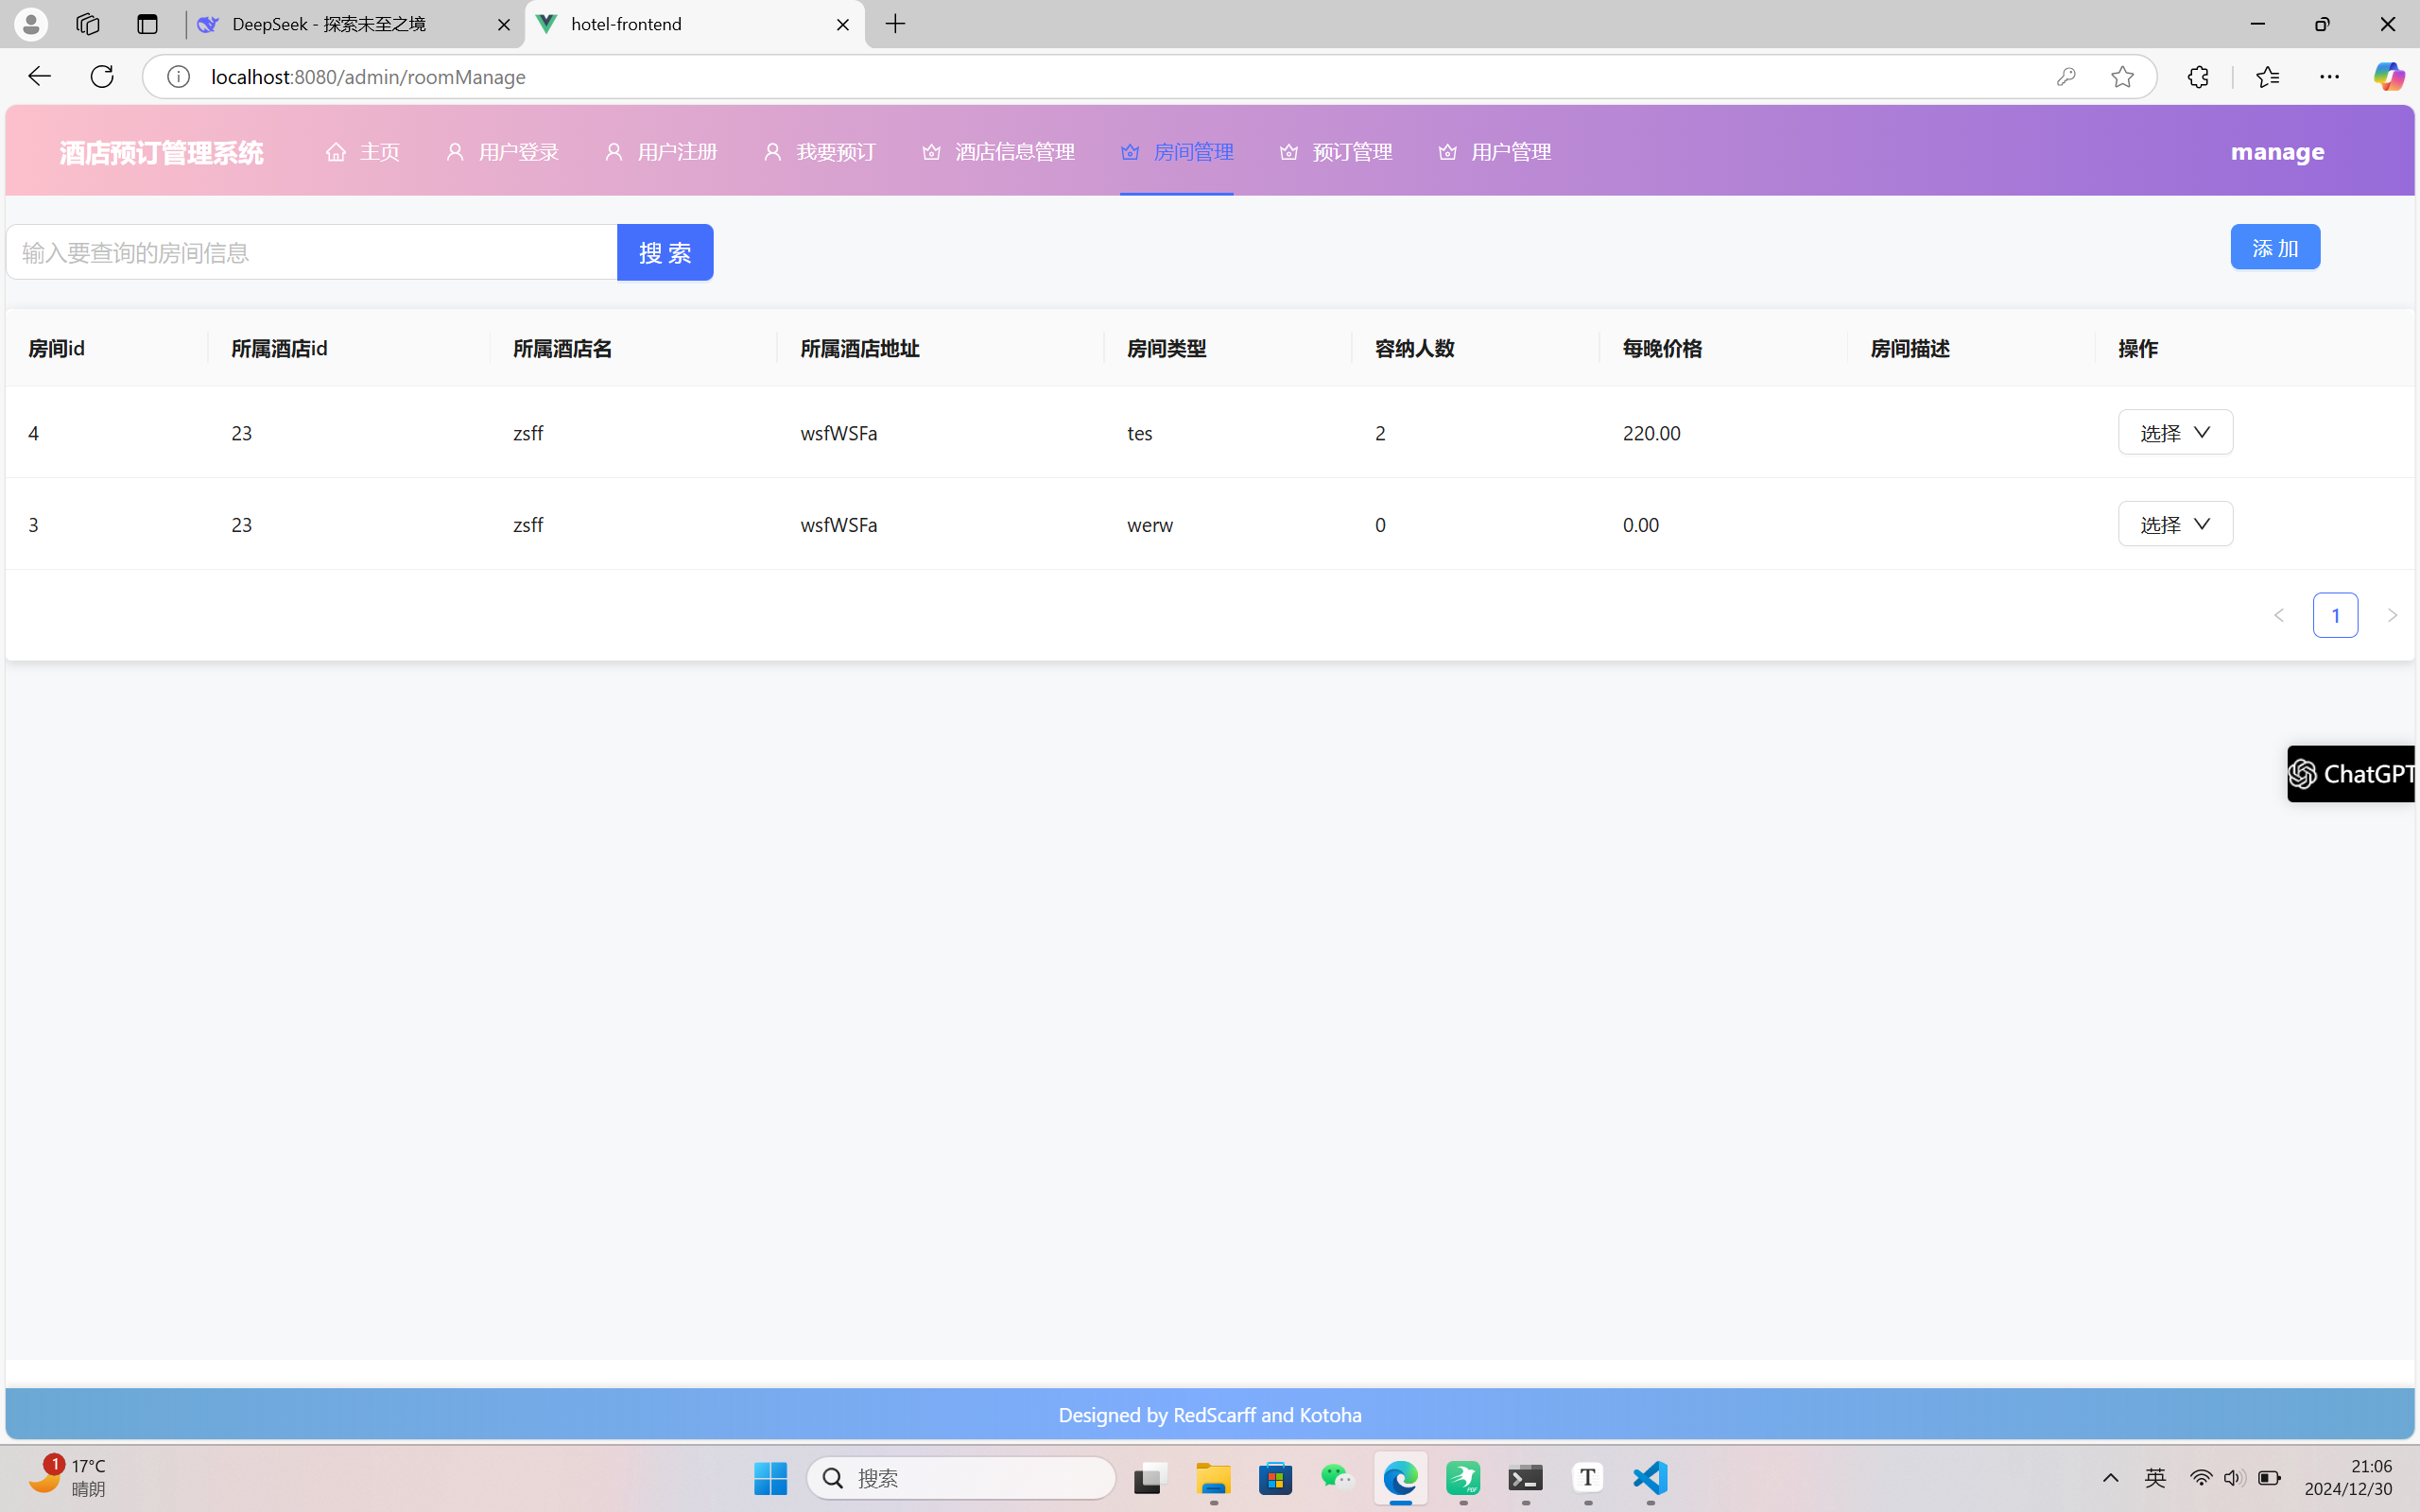 DeepSeek - 探索未至之境
hotel-frontend
localhost:8080/admin/roomManage
酒店预订管理系统 主页 用户登录 用户注册 我要预订 酒店信息管理 房间管理 预订管理 用户管理 manage
输入要查询的房间信息 搜 索 添 加
房间id 所属酒店id 所属酒店名 所属酒店地址 房间类型 容纳人数 每晚价格 房间描述 操作
4 23 zsff wsfWSFa tes 2 220.00 选择
3 23 zsff wsfWSFa werw 0 0.00 选择
1
ChatGPT
Designed by RedScarff and Kotoha
1 17°C
晴朗
搜索
PDF
T
英
21:06
2024/12/30